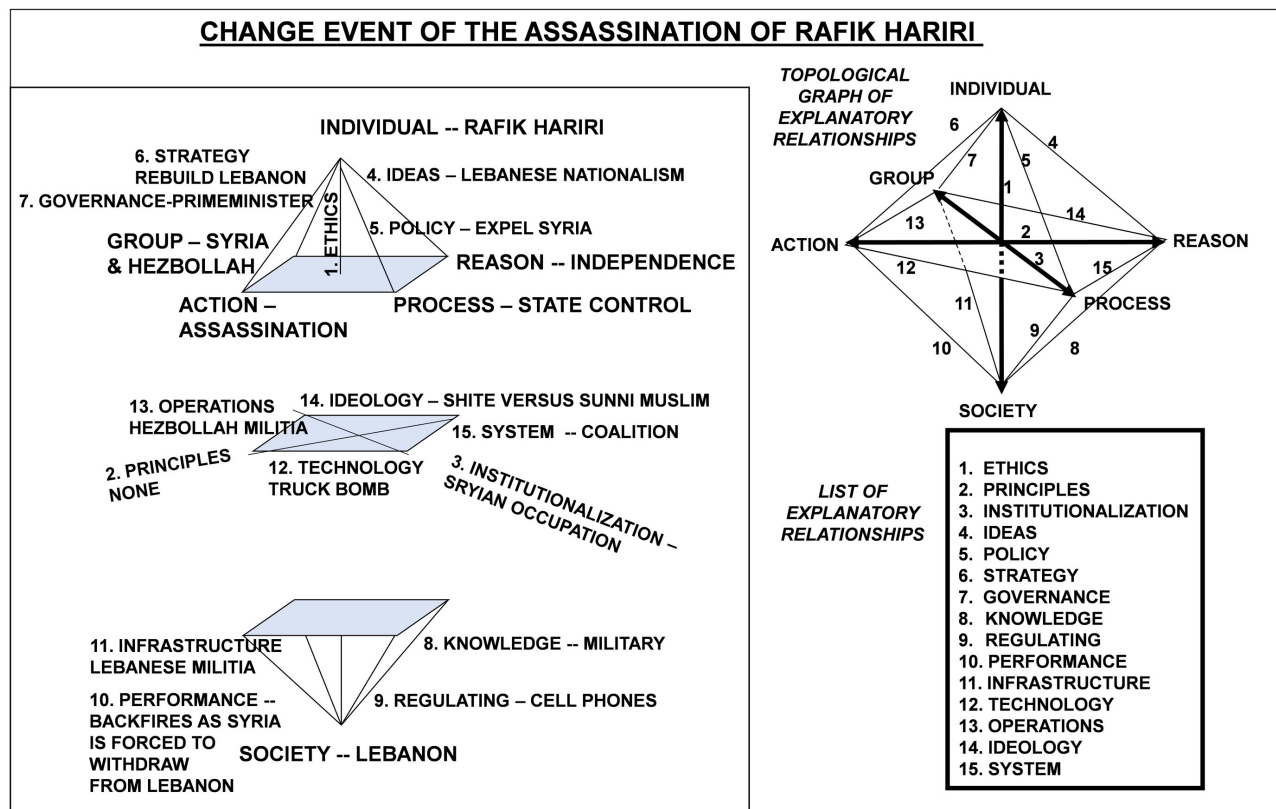 CHANGE EVENT OF THE ASSASSINATION OF RAFIK HARIRI
INDIVIDUAL -- RAFIK HARIRI
6. STRATEGY
REBUILD LEBANON
4. IDEAS – LEBANESE NATIONALISM
7. GOVERNANCE-PRIMEMINISTER
1. ETHICS
5. POLICY – EXPEL SYRIA
GROUP – SYRIA
& HEZBOLLAH
REASON -- INDEPENDENCE
ACTION –
ASSASSINATION
PROCESS – STATE CONTROL
13. OPERATIONS
HEZBOLLAH MILITIA
14. IDEOLOGY – SHITE VERSUS SUNNI MUSLIM
15. SYSTEM -- COALITION
2. PRINCIPLES
NONE
12. TECHNOLOGY
TRUCK BOMB
3. INSTITUTIONALIZATION –
SRYIAN OCCUPATION
11. INFRASTRUCTURE
LEBANESE MILITIA
8. KNOWLEDGE -- MILITARY
10. PERFORMANCE --
BACKFIRES AS SYRIA
IS FORCED TO
WITHDRAW
FROM LEBANON
9. REGULATING – CELL PHONES
SOCIETY -- LEBANON
TOPOLOGICAL
GRAPH OF
EXPLANATORY
RELATIONSHIPS
INDIVIDUAL
6
4
7
5
GROUP
1
14
13
2
ACTION
REASON
3
15
12
PROCESS
11
9
10
8
SOCIETY
LIST OF
EXPLANATORY
RELATIONSHIPS
1. ETHICS
2. PRINCIPLES
3. INSTITUTIONALIZATION
4. IDEAS
5. POLICY
6. STRATEGY
7. GOVERNANCE
8. KNOWLEDGE
9. REGULATING
10. PERFORMANCE
11. INFRASTRUCTURE
12. TECHNOLOGY
13. OPERATIONS
14. IDEOLOGY
15. SYSTEM